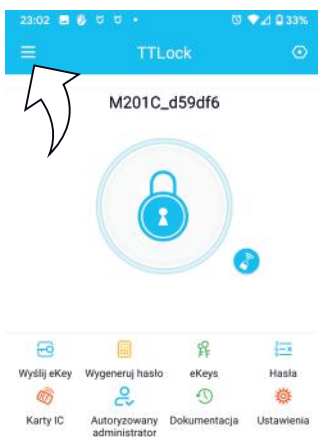 23:02 33%
TTLock
M201C_d59df6
Wyślij eKey Wygeneruj hasło eKeys Hasła
Karty IC Autoryzowany administrator Dokumentacja Ustawienia